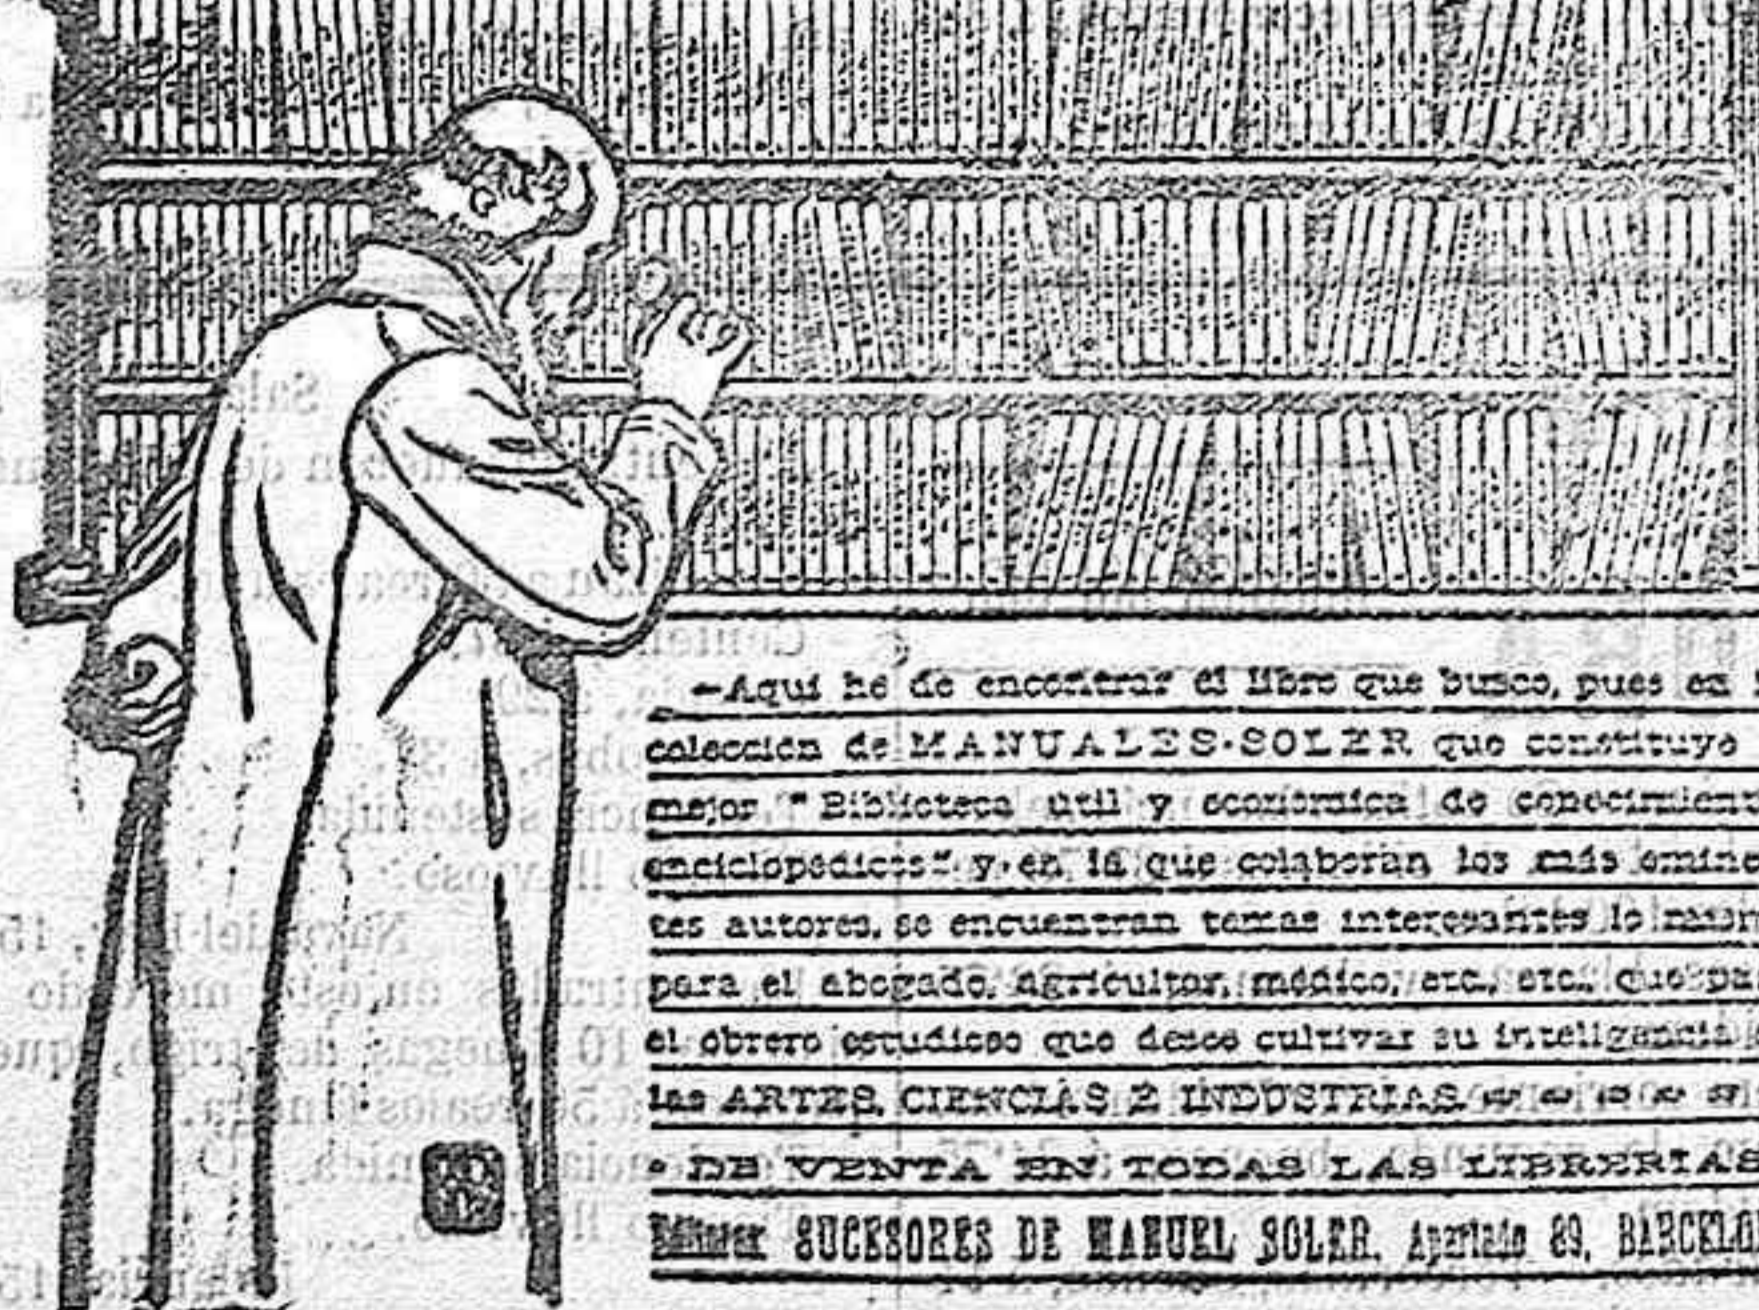 —Aquí he de encontrar el libro que busco, pues en
colección de MANUALES-SOLER que constituye
mejor "Biblioteca útil y económica de conocimient
enciclopédicos" y en la que colaboran los más emine
tes autores, se encuentran temas interesantes lo mism
para el abogado, agricultor, médico, etc., etc., que pa
el obrero estudioso que desee cultivar su inteligencia
las ARTES, CIENCIAS É INDUSTRIAS
DE VENTA EN TODAS LAS LIBRERIAS
Editores: SUCESORES DE MANUEL SOLER, Apartado 89, BARCELO